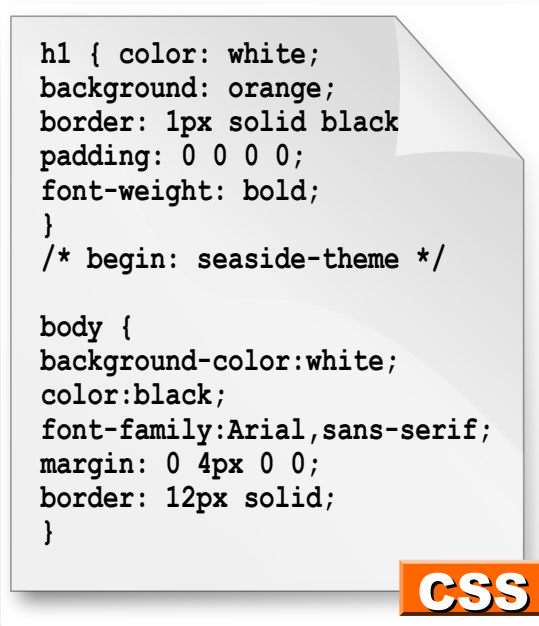 h1 { color: white;
background: orange;
border: 1px solid black
padding: 0 0 0 0;
font-weight: bold;
}
/* begin: seaside-theme */
body {
background-color:white;
color:black;
font-family:Arial,sans-serif;
margin: 0 4px 0 0;
border: 12px solid;
}
CSS